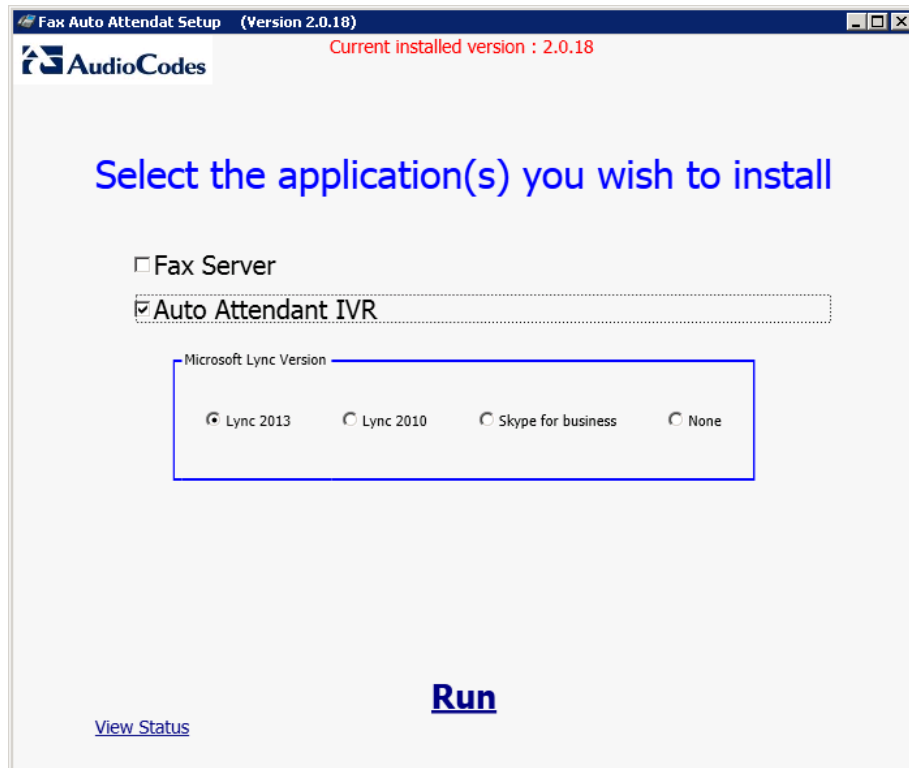 Fax Auto Attendat Setup (Version 2.0.18)
Current installed version : 2.0.18
AudioCodes
Select the application(s) you wish to install
Fax Server
Auto Attendant IVR
Microsoft Lync Version
Lync 2013 Lync 2010 Skype for business None
Run
View Status